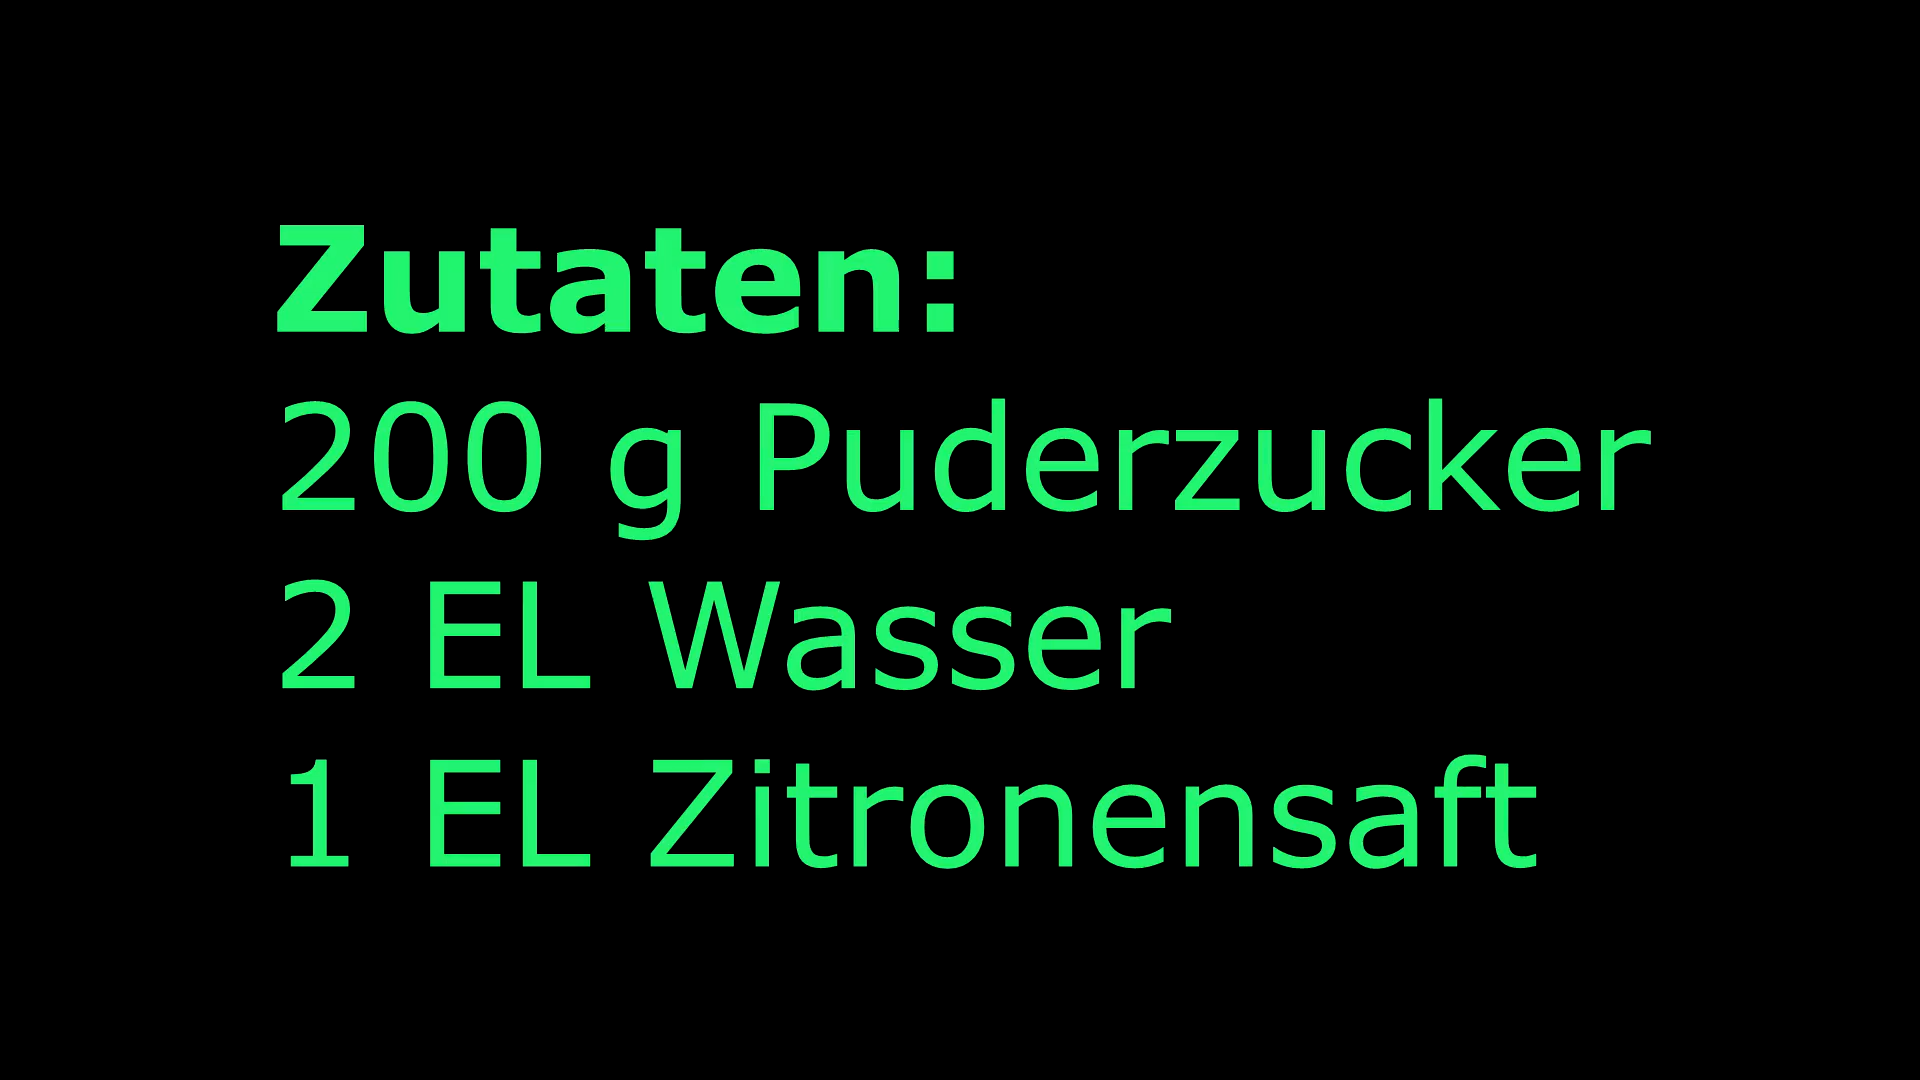 Zutaten:
200 g Puderzucker
2 EL Wasser
1 EL Zitronensaft